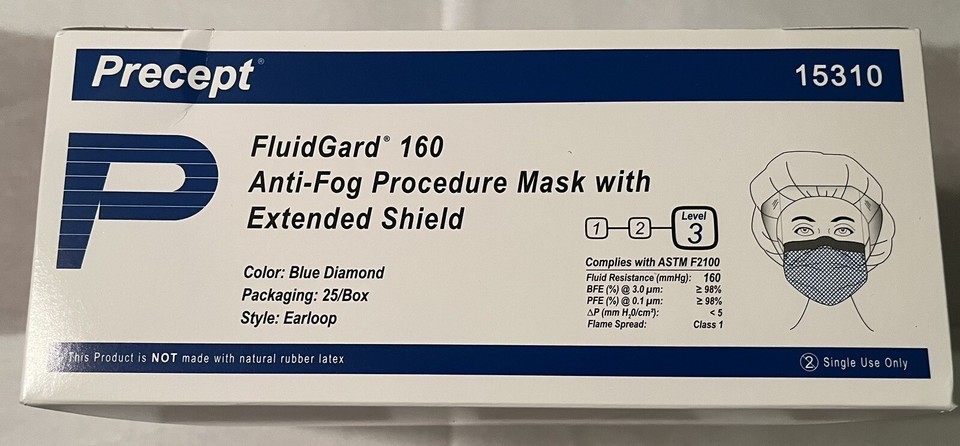 Precept®
15310
FluidGard® 160
Anti-Fog Procedure Mask with
Extended Shield
Color: Blue Diamond
Packaging: 25/Box
Style: Earloop
1 2 Level 3
Complies with ASTM F2100
Fluid Resistance (mmHg): 160
BFE (%) @ 3.0 µm: ≥ 98%
PFE (%) @ 0.1 µm: ≥ 98%
ΔP (mm H₂0/cm²): < 5
Flame Spread: Class 1
This Product is NOT made with natural rubber latex
2 Single Use Only